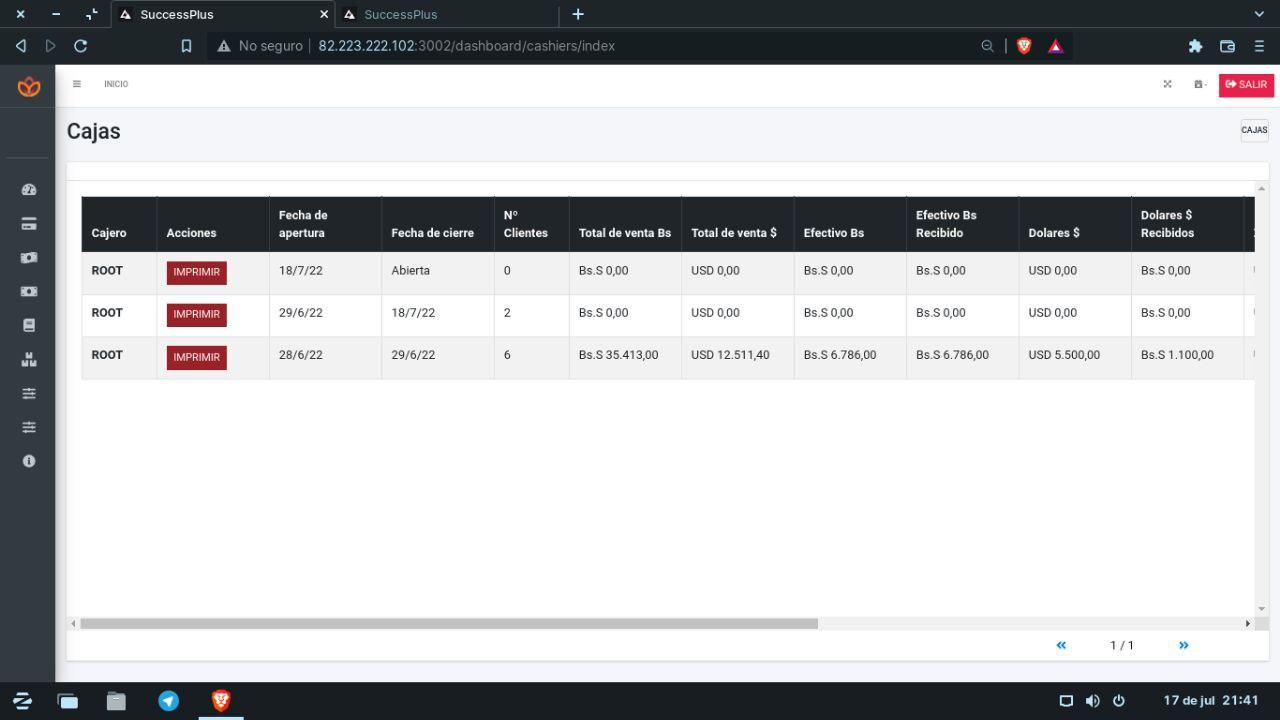 SuccessPlus
SuccessPlus
No seguro
82.223.222.102:3002/dashboard/cashiers/index
INICIO
SALIR
Cajas
CAJAS
Cajero Acciones Fecha de apertura Fecha de cierre Nº Clientes Total de venta Bs Total de venta $ Efectivo Bs Efectivo Bs Recibido Dolares $ Dolares $ Recibidos
ROOT IMPRIMIR 18/7/22 Abierta 0 Bs.S 0,00 USD 0,00 Bs.S 0,00 Bs.S 0,00 USD 0,00 Bs.S 0,00
ROOT IMPRIMIR 29/6/22 18/7/22 2 Bs.S 0,00 USD 0,00 Bs.S 0,00 Bs.S 0,00 USD 0,00 Bs.S 0,00
ROOT IMPRIMIR 28/6/22 29/6/22 6 Bs.S 35.413,00 USD 12.511,40 Bs.S 6.786,00 Bs.S 6.786,00 USD 5.500,00 Bs.S 1.100,00
1 / 1
17 de jul 21:41